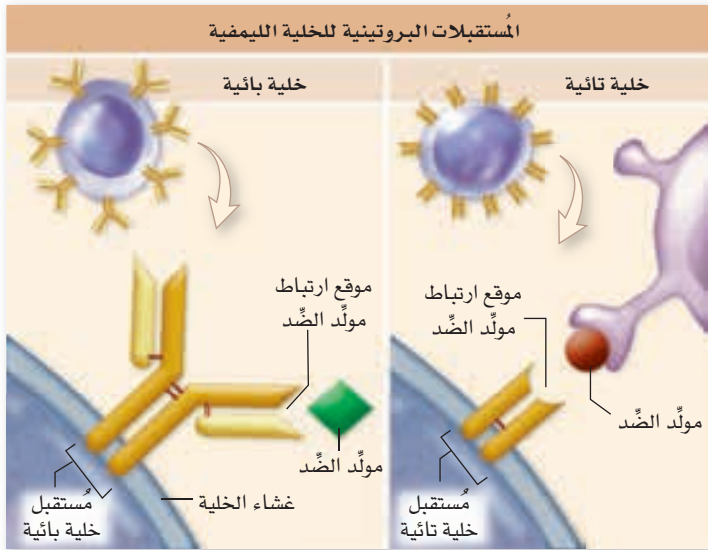 المُستقبلات البروتينية للخلية الليمفية
خلية تائية
موقع ارتباط
مولِّد الضِّد
مولِّد الضِّد
مُستقبل
خلية تائية
خلية بائية
موقع ارتباط
مولِّد الضِّد
مولِّد الضِّد
غشاء الخلية
مُستقبل
خلية بائية